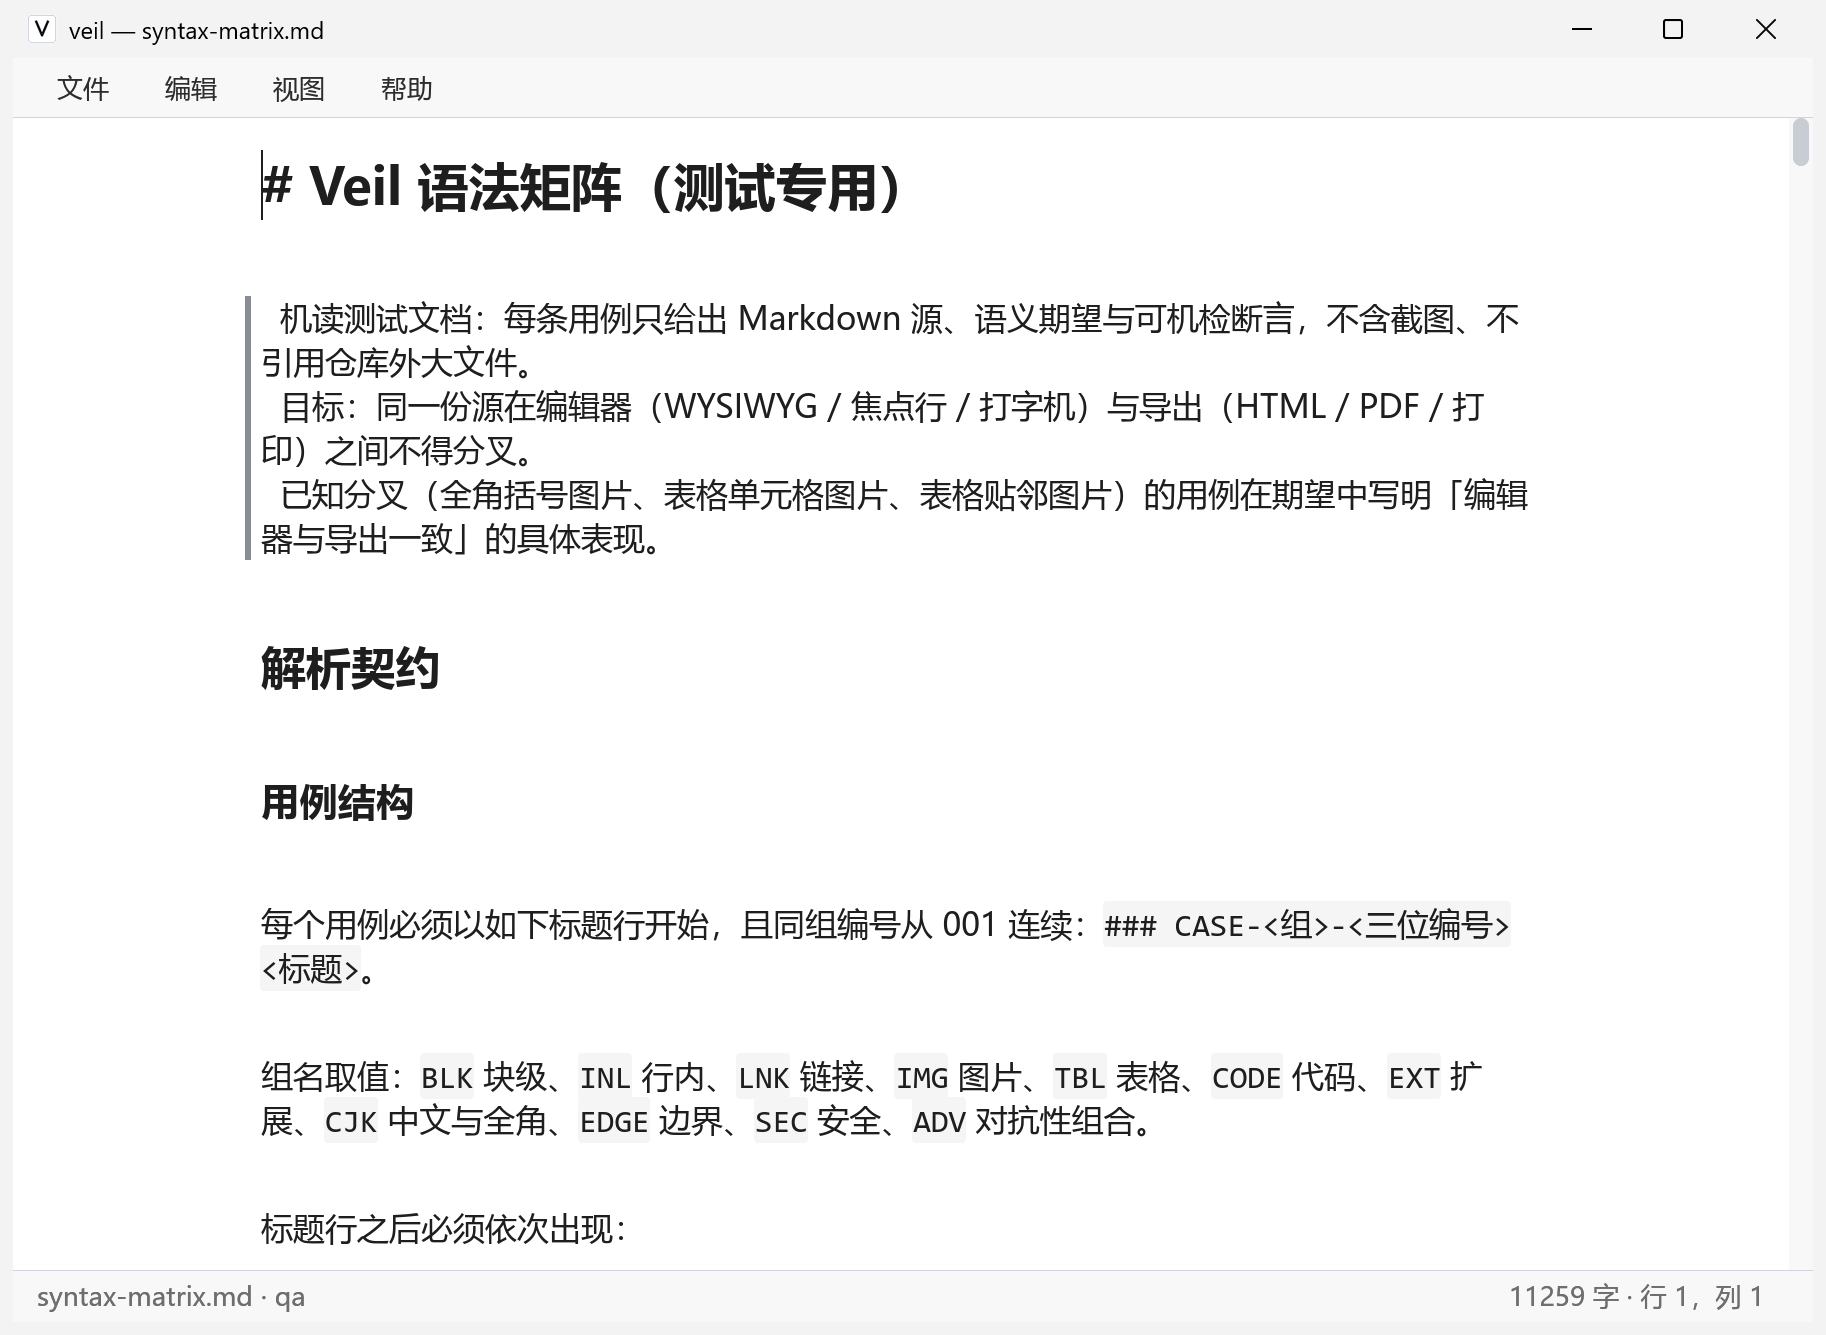 V veil — syntax-matrix.md
文件 编辑 视图 帮助
# Veil 语法矩阵（测试专用）
机读测试文档：每条用例只给出 Markdown 源、语义期望与可机检断言，不含截图、不
引用仓库外大文件。
目标：同一份源在编辑器（WYSIWYG / 焦点行 / 打字机）与导出（HTML / PDF / 打
印）之间不得分叉。
已知分叉（全角括号图片、表格单元格图片、表格贴邻图片）的用例在期望中写明「编辑
器与导出一致」的具体表现。
解析契约
用例结构
每个用例必须以如下标题行开始，且同组编号从 001 连续：### CASE-<组>-<三位编号>
<标题>。
组名取值：BLK 块级、INL 行内、LNK 链接、IMG 图片、TBL 表格、CODE 代码、EXT 扩
展、CJK 中文与全角、EDGE 边界、SEC 安全、ADV 对抗性组合。
标题行之后必须依次出现：
syntax-matrix.md · qa
11259 字 · 行 1，列 1